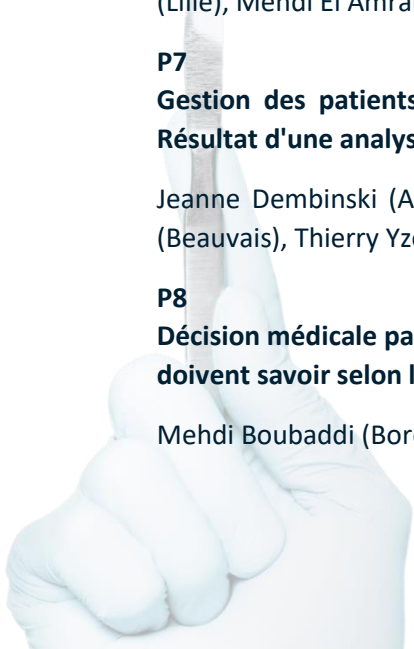 (Lille), Mehdi El Amra
P7
Gestion des patients
Résultat d'une analys
Jeanne Dembinski (A
(Beauvais), Thierry Yz
P8
Décision médicale pa
doivent savoir selon l
Mehdi Boubaddi (Bor